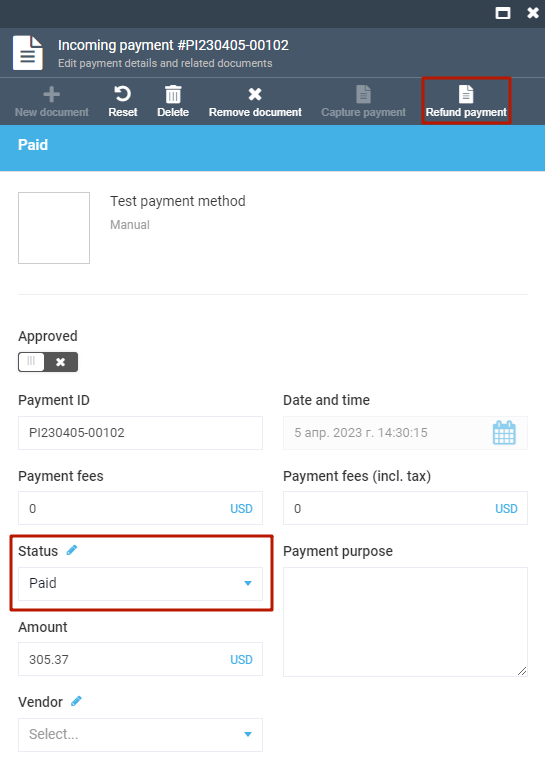 Incoming payment #PI230405-00102
Edit payment details and related documents
New document Reset Delete Remove document Capture payment Refund payment
Paid
Test payment method
Manual
Approved
Payment ID Date and time
PI230405-00102 5 апр. 2023 г. 14:30:15
Payment fees Payment fees (incl. tax)
0 USD 0 USD
Status Payment purpose
Paid
Amount
305.37 USD
Vendor
Select...